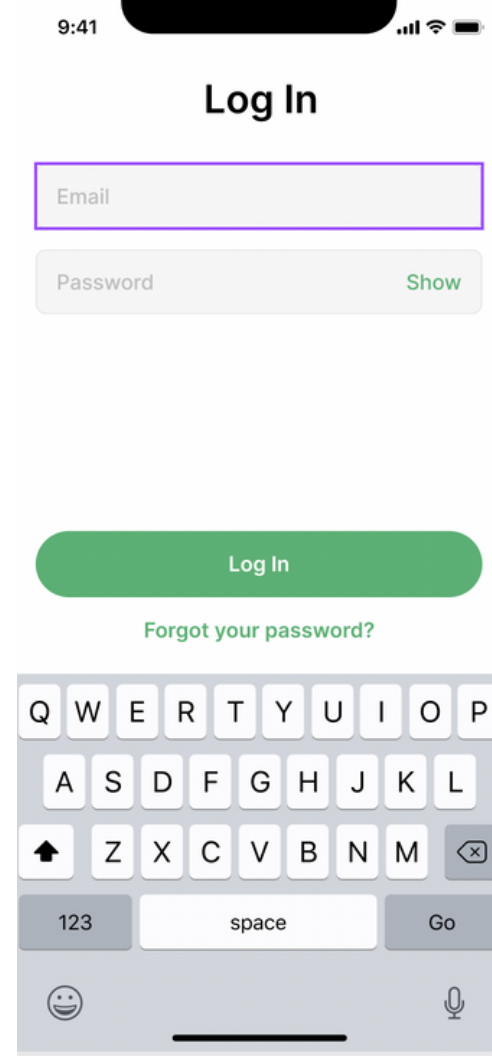 9:41
Log In
Email
Password Show
Log In
Forgot your password?
Q W E R T Y U I O P
A S D F G H J K L
Z X C V B N M
123 space Go